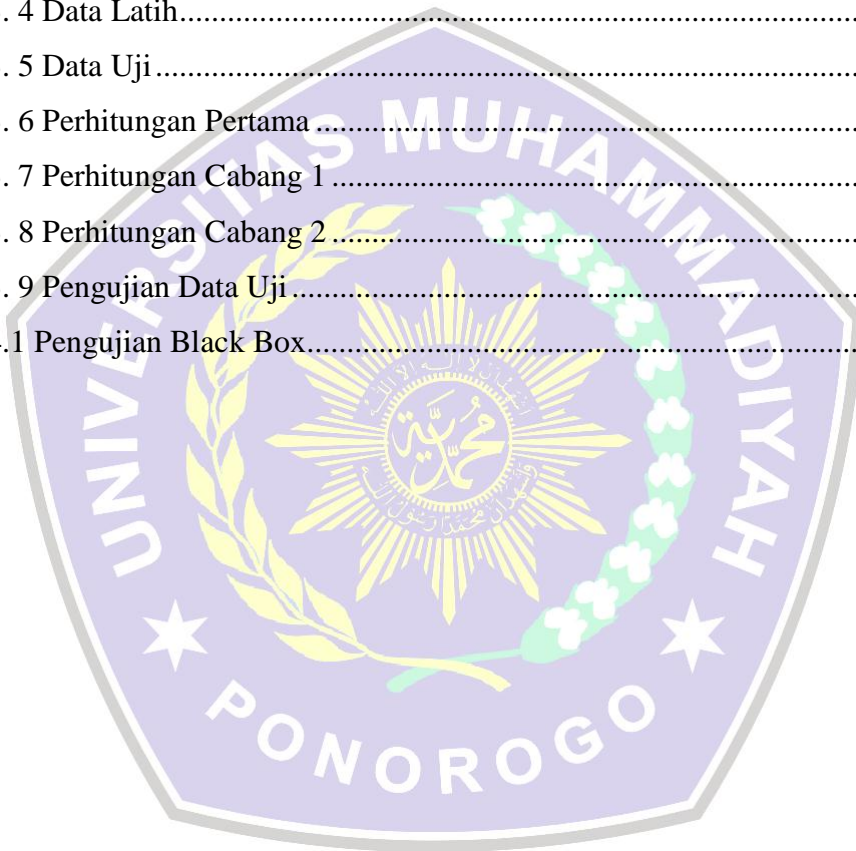 . 4 Data Latih
. 5 Data Uji
. 6 Perhitungan Pertama
. 7 Perhitungan Cabang 1
. 8 Perhitungan Cabang 2
. 9 Pengujian Data Uji
.1 Pengujian Black Box
UNIVERSITAS MUHAMMADIYAH
PONOROGO
محمدية